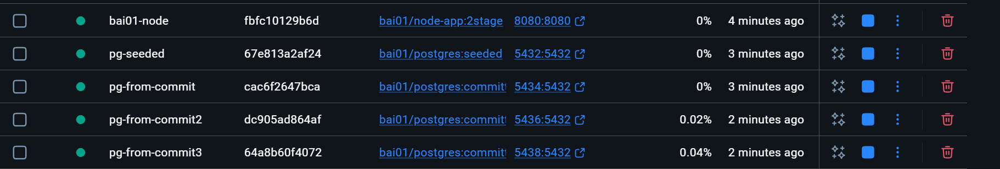 bai01-node fbfc10129b6d bai01/node-app:2stage 8080:8080 0% 4 minutes ago
pg-seeded 67e813a2af24 bai01/postgres:seeded 5432:5432 0% 3 minutes ago
pg-from-commit cac6f2647bca bai01/postgres:commit 5434:5432 0% 3 minutes ago
pg-from-commit2 dc905ad864af bai01/postgres:commit 5436:5432 0.02% 2 minutes ago
pg-from-commit3 64a8b60f4072 bai01/postgres:commit 5438:5432 0.04% 2 minutes ago